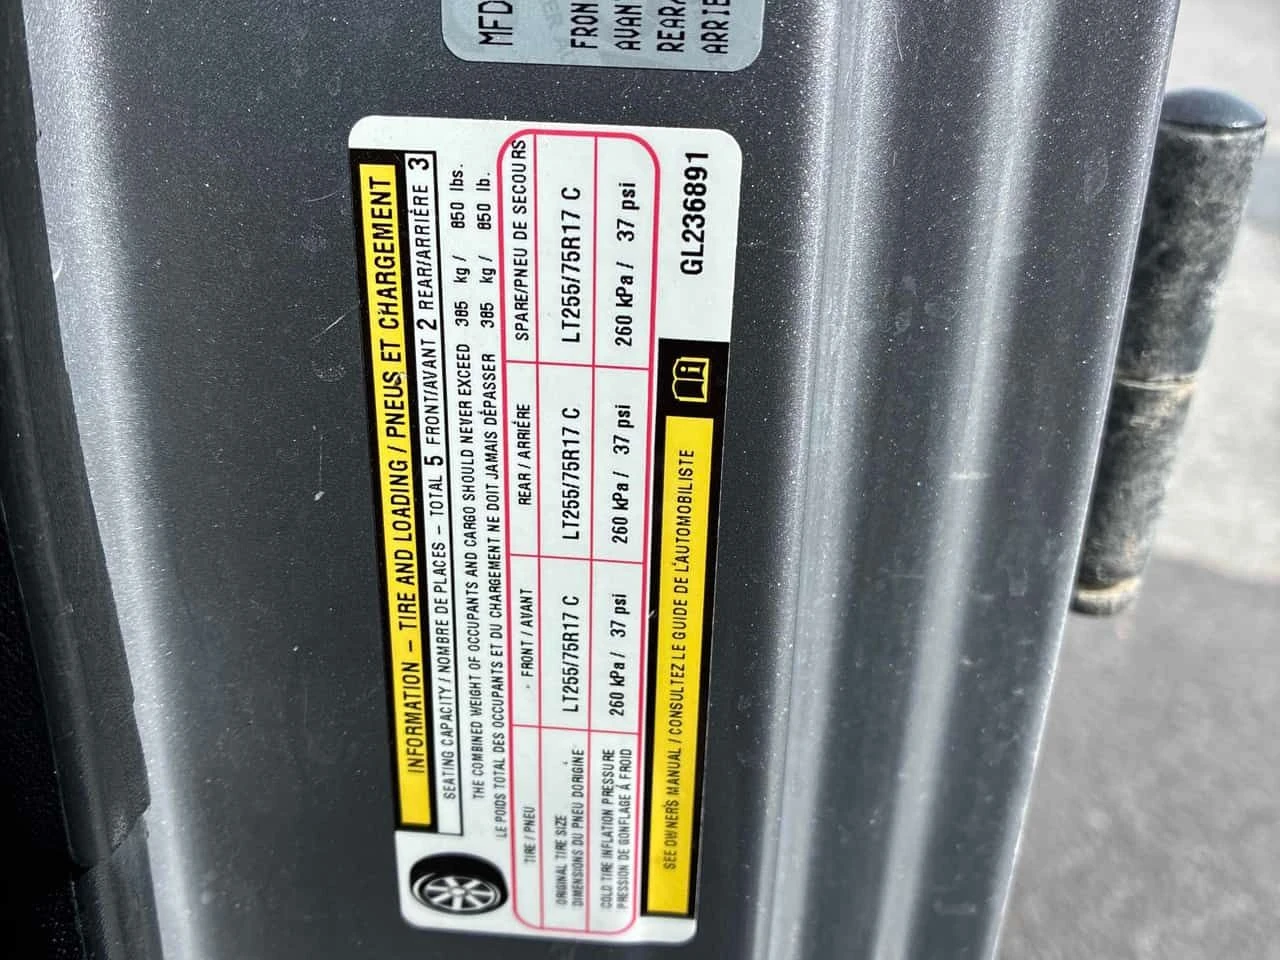 MFD
FRON
AVAN
REAR/
ARRIE
INFORMATION – TIRE AND LOADING / PNEUS ET CHARGEMENT
SEATING CAPACITY / NOMBRE DE PLACES – TOTAL 5 FRONT/AVANT 2 REAR/ARRIÈRE 3
THE COMBINED WEIGHT OF OCCUPANTS AND CARGO SHOULD NEVER EXCEED 385 kg / 850 lbs.
LE POIDS TOTAL DES OCCUPANTS ET DU CHARGEMENT NE DOIT JAMAIS DÉPASSER 385 kg / 850 lb.
TIRE / PNEU FRONT / AVANT REAR / ARRIÉRE SPARE/PNEU DE SECOURS
ORIGINAL TIRE SIZE
DIMENSIONS DU PNEU DORIGINE LT255/75R17 C LT255/75R17 C LT255/75R17 C
COLD TIRE INFLATION PRESSURE
PRESSION DE GONFLAGE Á FROID 260 kPa / 37 psi 260 kPa / 37 psi 260 kPa / 37 psi
SEE OWNER'S MANUAL / CONSULTEZ LE GUIDE DE L'AUTOMOBILISTE
GL236891